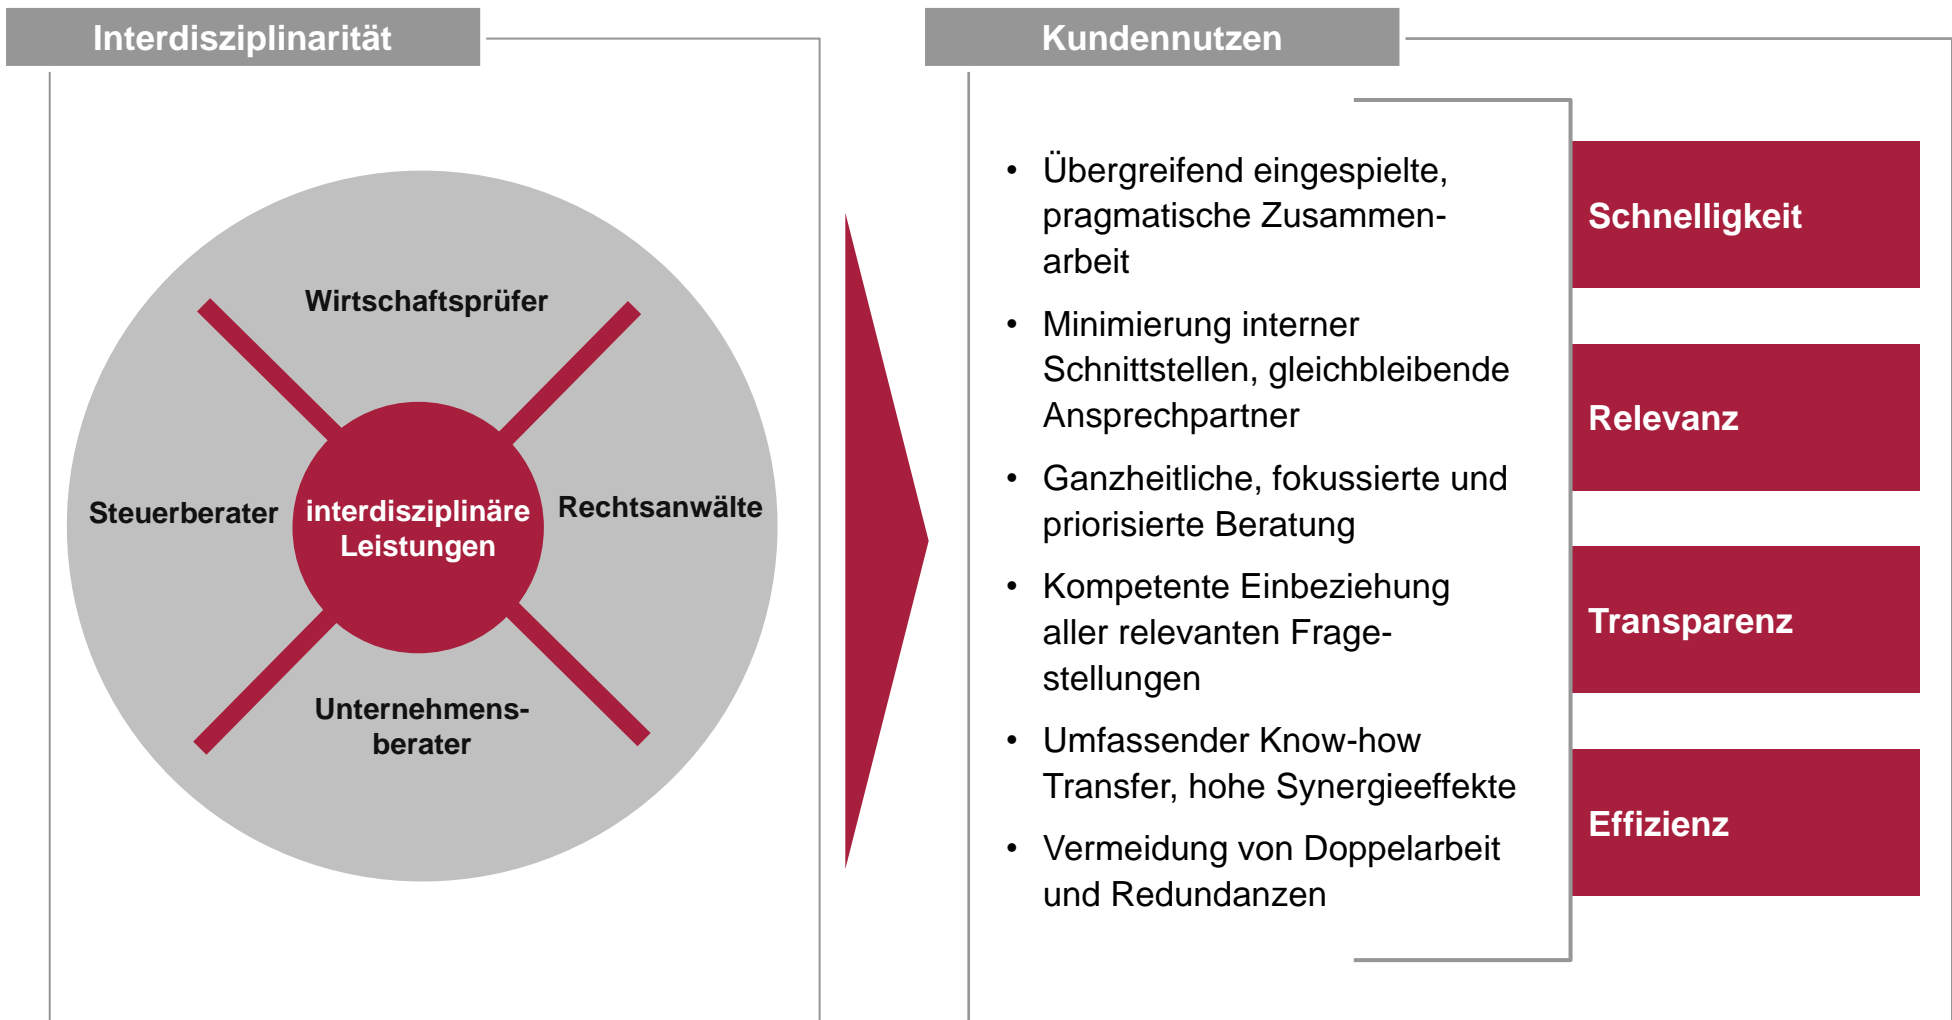 Interdisziplinarität
Wirtschaftsprüfer
Steuerberater
interdisziplinäre
Leistungen
Rechtsanwälte
Unternehmens-
berater
Kundennutzen
• Übergreifend eingespielte,
pragmatische Zusammen-
arbeit
• Minimierung interner
Schnittstellen, gleichbleibende
Ansprechpartner
• Ganzheitliche, fokussierte und
priorisierte Beratung
• Kompetente Einbeziehung
aller relevanten Frage-
stellungen
• Umfassender Know-how
Transfer, hohe Synergieeffekte
• Vermeidung von Doppelarbeit
und Redundanzen
Schnelligkeit
Relevanz
Transparenz
Effizienz